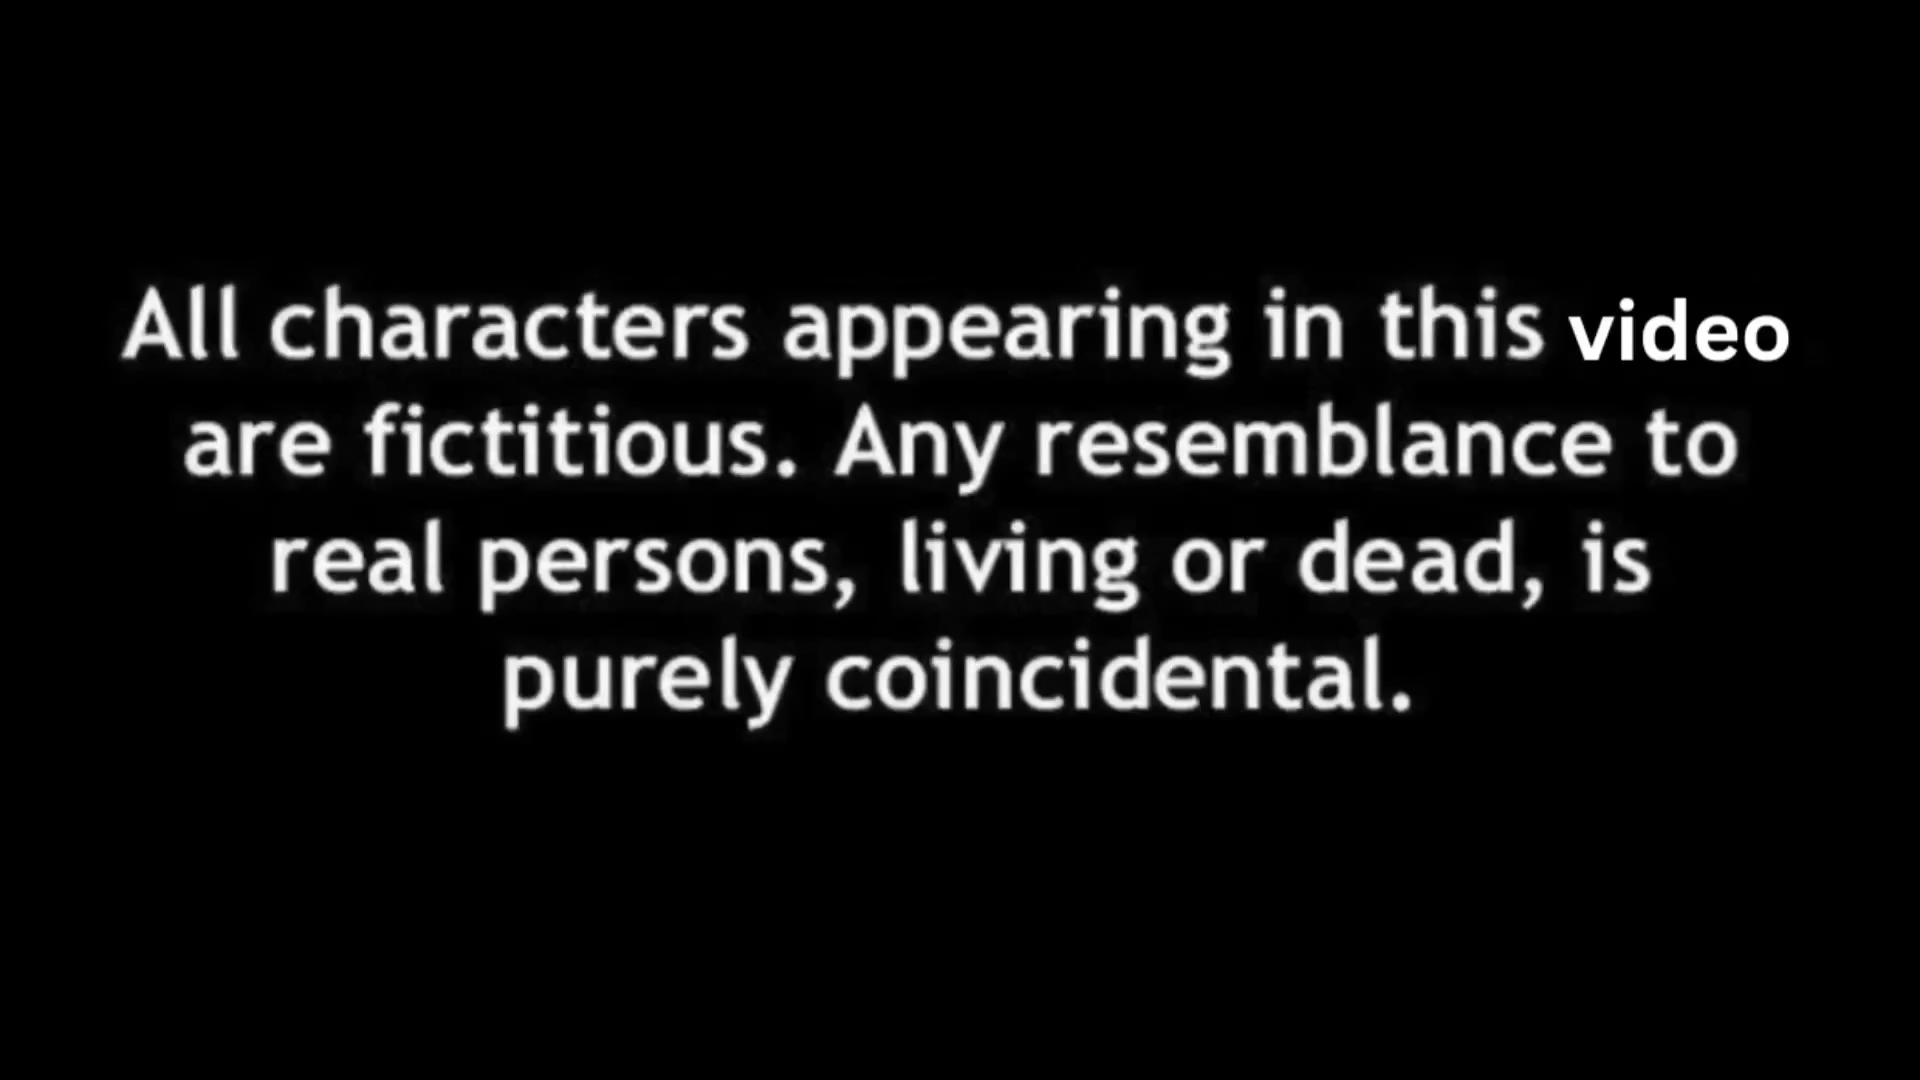 All characters appearing in this video
are fictitious. Any resemblance to
real persons, living or dead, is
purely coincidental.